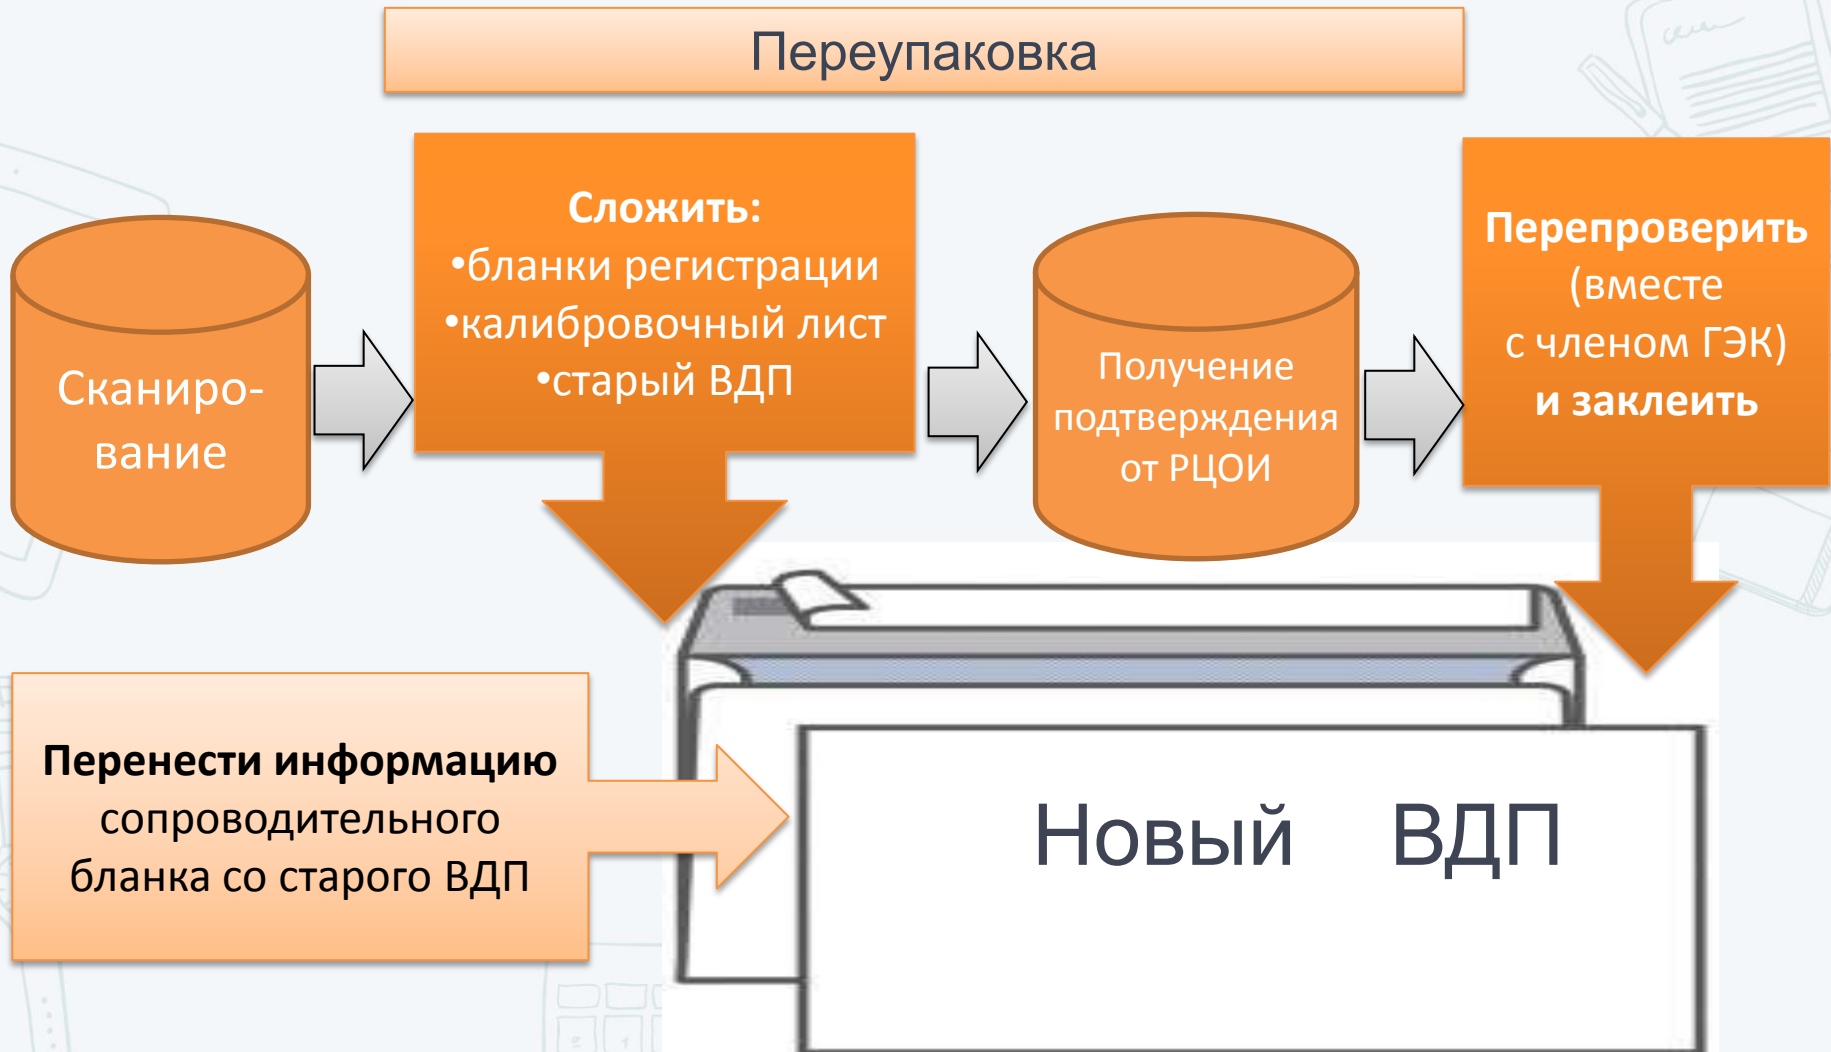 Переупаковка
Сканиро-
вание
Сложить:
•бланки регистрации
•калибровочный лист
•старый ВДП
Получение
подтверждения
от РЦОИ
Перепроверить
(вместе
с членом ГЭК)
и заклеить
Перенести информацию
сопроводительного
бланка со старого ВДП
Новый ВДП